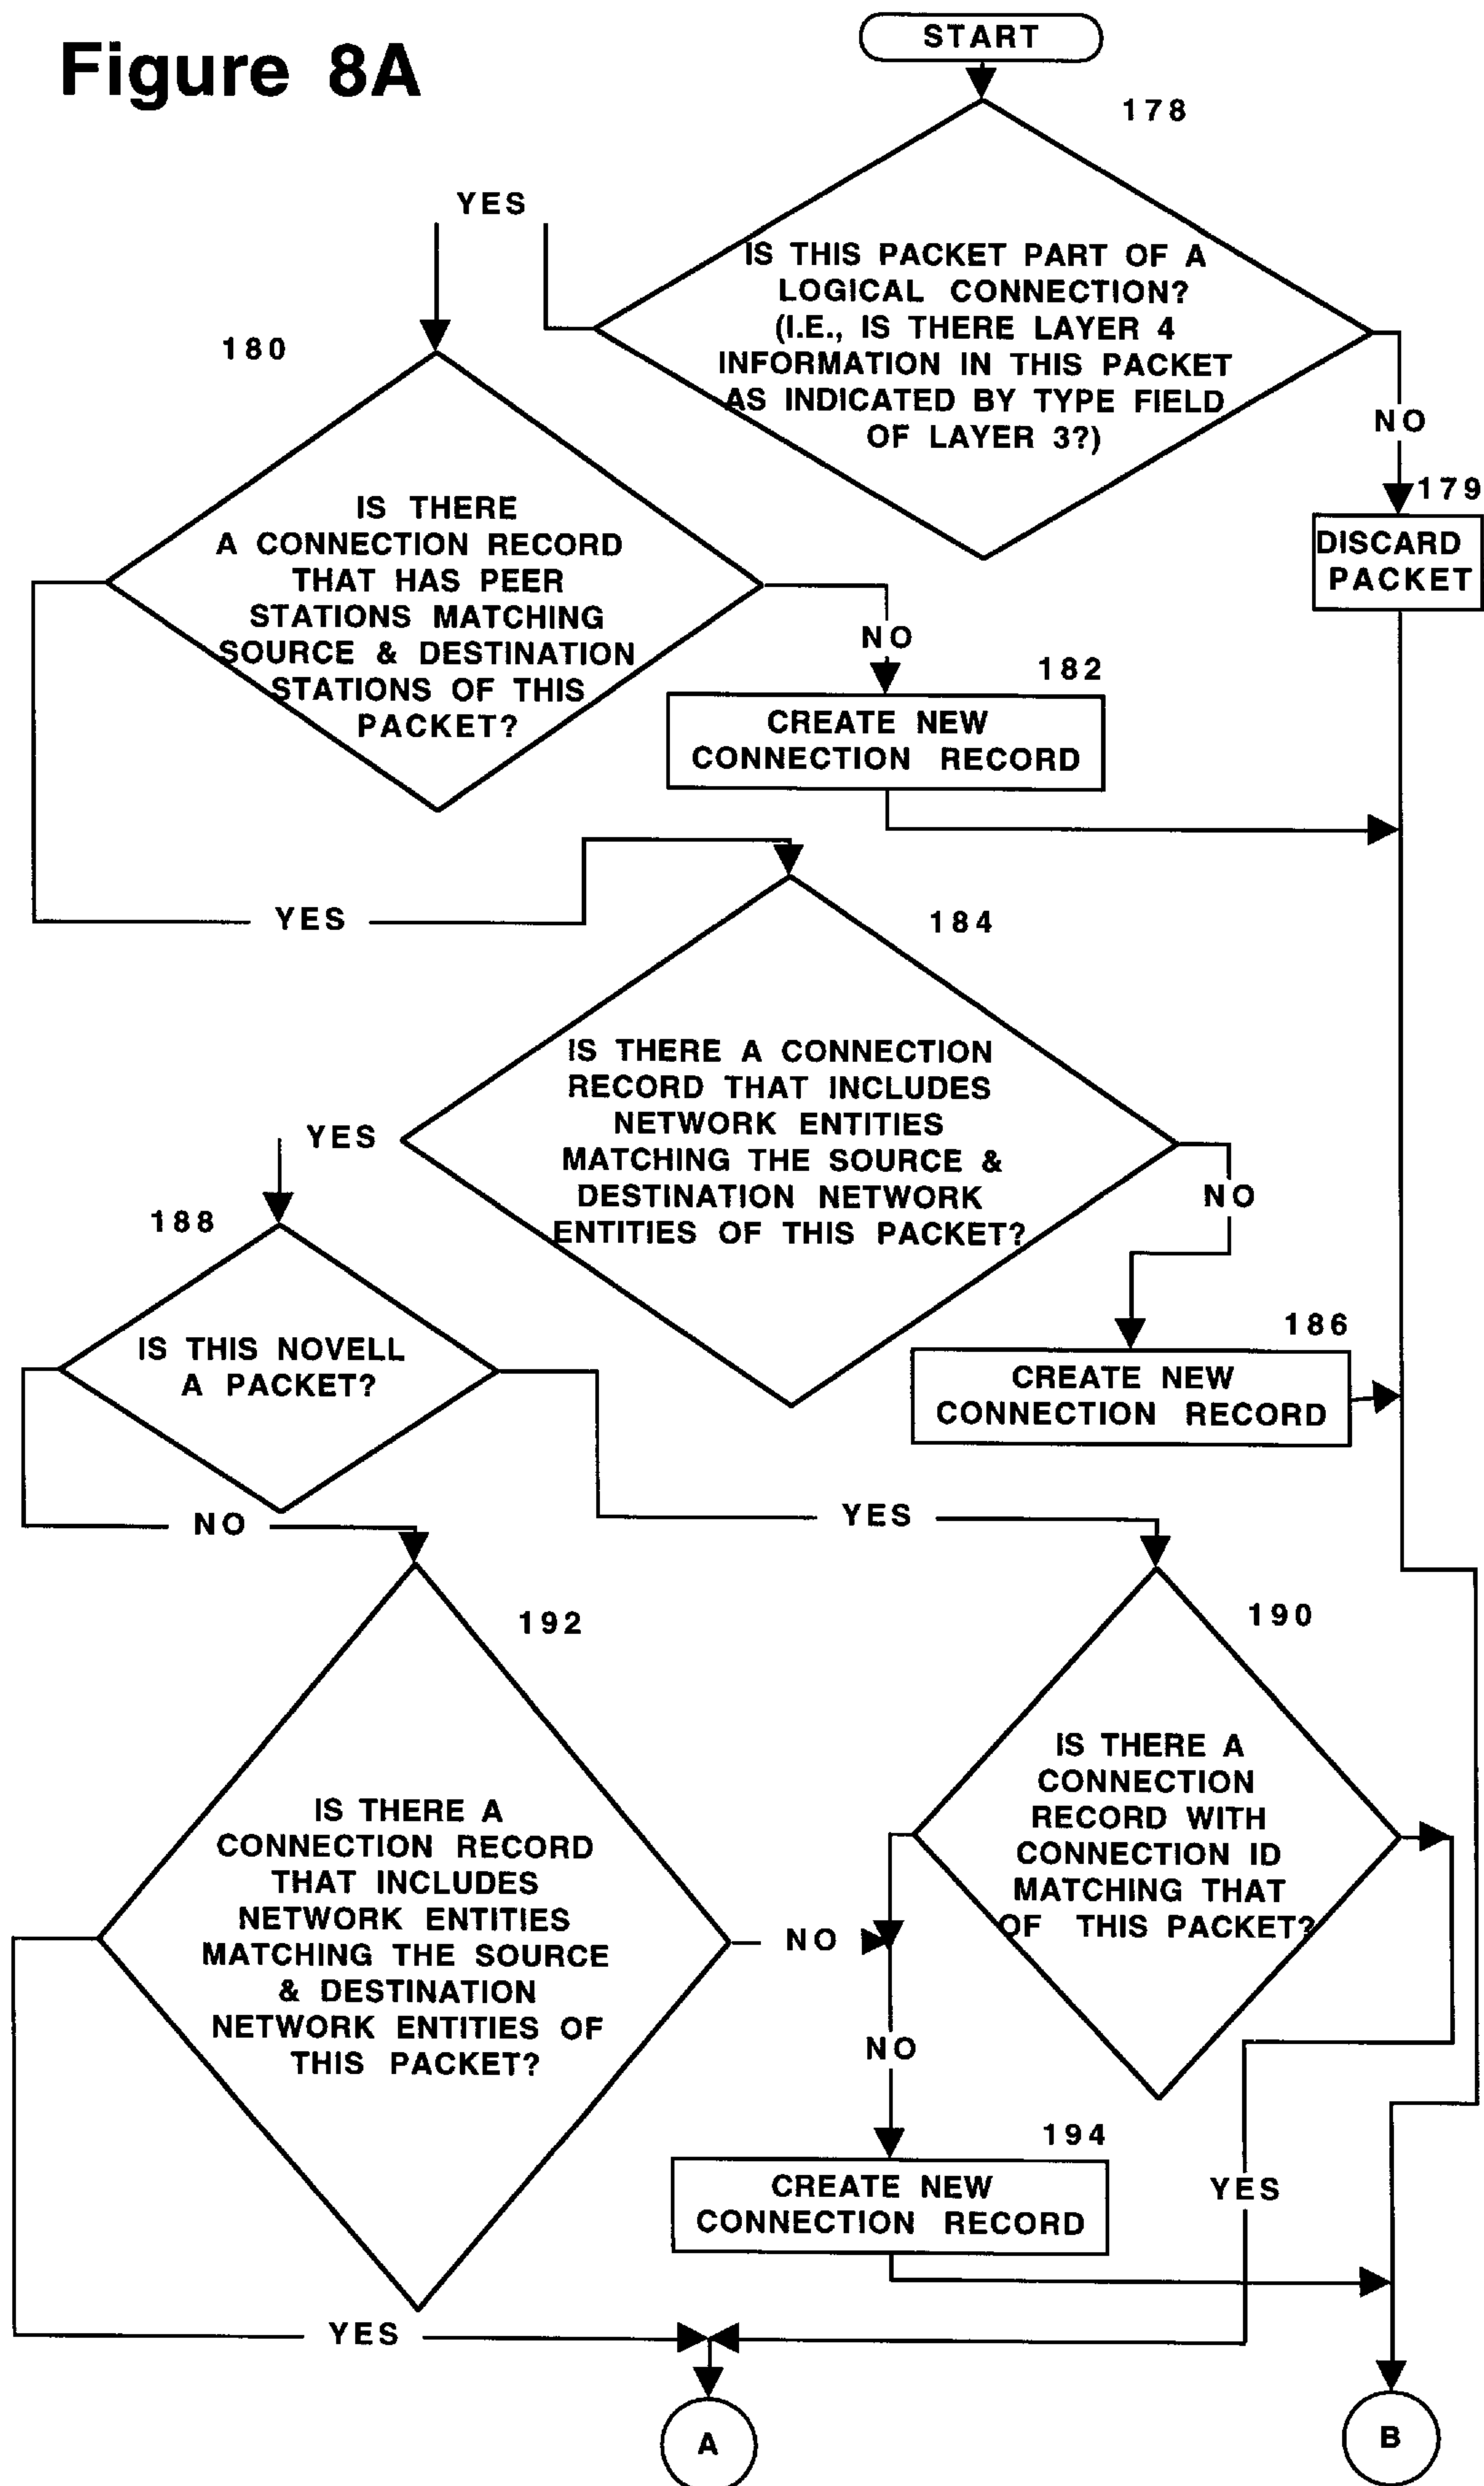 Figure 8A
START
178
YES
IS THIS PACKET PART OF A
LOGICAL CONNECTION?
(I.E., IS THERE LAYER 4
INFORMATION IN THIS PACKET
AS INDICATED BY TYPE FIELD
OF LAYER 3?)
NO
179
DISCARD
PACKET
180
IS THERE
A CONNECTION RECORD
THAT HAS PEER
STATIONS MATCHING
SOURCE & DESTINATION
STATIONS OF THIS
PACKET?
NO
182
CREATE NEW
CONNECTION RECORD
YES
184
IS THERE A CONNECTION
RECORD THAT INCLUDES
NETWORK ENTITIES
MATCHING THE SOURCE &
DESTINATION NETWORK
ENTITIES OF THIS PACKET?
YES
NO
186
CREATE NEW
CONNECTION RECORD
188
IS THIS NOVELL
A PACKET?
NO
YES
192
IS THERE A
CONNECTION RECORD
THAT INCLUDES
NETWORK ENTITIES
MATCHING THE SOURCE
& DESTINATION
NETWORK ENTITIES OF
THIS PACKET?
NO
190
IS THERE A
CONNECTION
RECORD WITH
CONNECTION ID
MATCHING THAT
OF THIS PACKET?
NO
194
CREATE NEW
CONNECTION RECORD
YES
YES
A
B